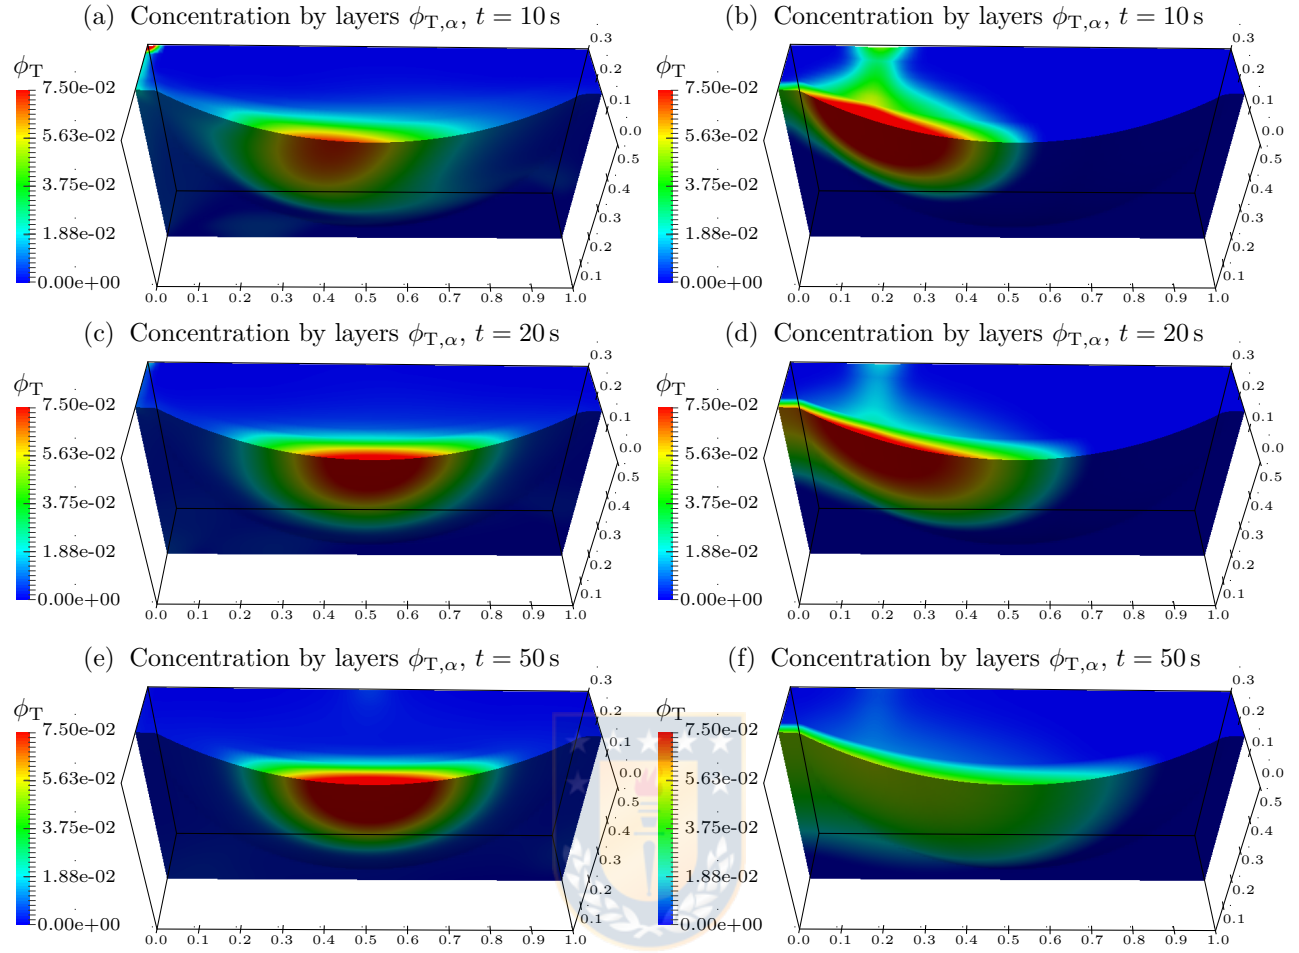 (a) Concentration by layers ϕT,α, t = 10 s
ϕT
7.50e-02
5.63e-02
3.75e-02
1.88e-02
0.00e+00
0.3
0.2
0.1
0.0
0.5
0.4
0.3
0.2
0.1
0.0 0.1 0.2 0.3 0.4 0.5 0.6 0.7 0.8 0.9 1.0
(b) Concentration by layers ϕT,α, t = 10 s
ϕT
7.50e-02
5.63e-02
3.75e-02
1.88e-02
0.00e+00
0.3
0.2
0.1
0.0
0.5
0.4
0.3
0.2
0.1
0.0 0.1 0.2 0.3 0.4 0.5 0.6 0.7 0.8 0.9 1.0
(c) Concentration by layers ϕT,α, t = 20 s
ϕT
7.50e-02
5.63e-02
3.75e-02
1.88e-02
0.00e+00
0.3
0.2
0.1
0.0
0.5
0.4
0.3
0.2
0.1
0.0 0.1 0.2 0.3 0.4 0.5 0.6 0.7 0.8 0.9 1.0
(d) Concentration by layers ϕT,α, t = 20 s
ϕT
7.50e-02
5.63e-02
3.75e-02
1.88e-02
0.00e+00
0.3
0.2
0.1
0.0
0.5
0.4
0.3
0.2
0.1
0.0 0.1 0.2 0.3 0.4 0.5 0.6 0.7 0.8 0.9 1.0
(e) Concentration by layers ϕT,α, t = 50 s
ϕT
7.50e-02
5.63e-02
3.75e-02
1.88e-02
0.00e+00
0.3
0.2
0.1
0.0
0.5
0.4
0.3
0.2
0.1
0.0 0.1 0.2 0.3 0.4 0.5 0.6 0.7 0.8 0.9 1.0
(f) Concentration by layers ϕT,α, t = 50 s
ϕT
7.50e-02
5.63e-02
3.75e-02
1.88e-02
0.00e+00
0.3
0.2
0.1
0.0
0.5
0.4
0.3
0.2
0.1
0.0 0.1 0.2 0.3 0.4 0.5 0.6 0.7 0.8 0.9 1.0